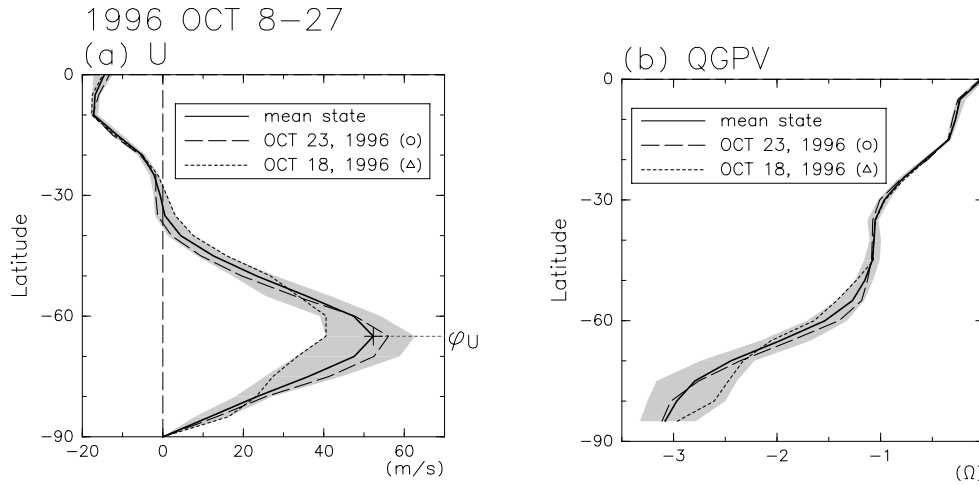 1996 OCT 8−27
(a) U
0
−30
−60
−90
Latitude
mean state
OCT 23, 1996 (○)
OCT 18, 1996 (△)
φU
−20
0
20
40
60
(m/s)
(b) QGPV
0
−30
−60
−90
Latitude
mean state
OCT 23, 1996 (○)
OCT 18, 1996 (△)
−3
−2
−1
0
(Ω)